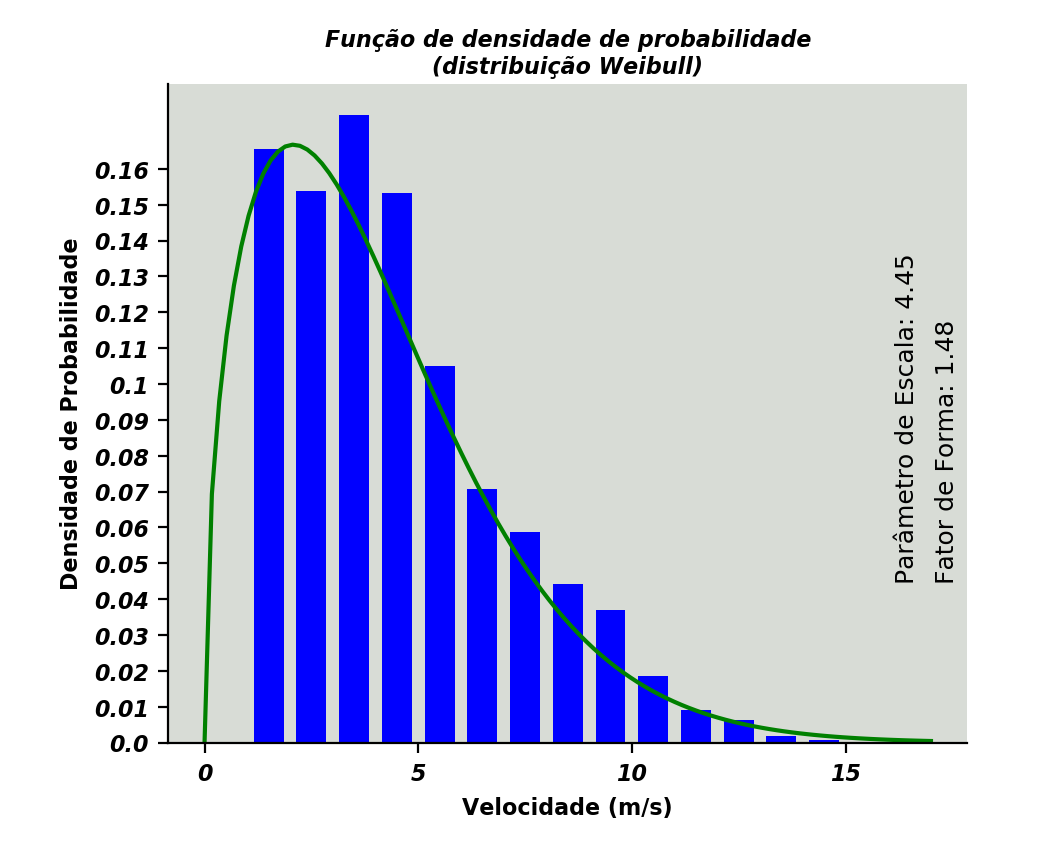 Função de densidade de probabilidade
(distribuição Weibull)
Densidade de Probabilidade
0.16
0.15
0.14
0.13
0.12
0.11
0.1
0.09
0.08
0.07
0.06
0.05
0.04
0.03
0.02
0.01
0.0
0 5 10 15
Velocidade (m/s)
Parâmetro de Escala: 4.45
Fator de Forma: 1.48